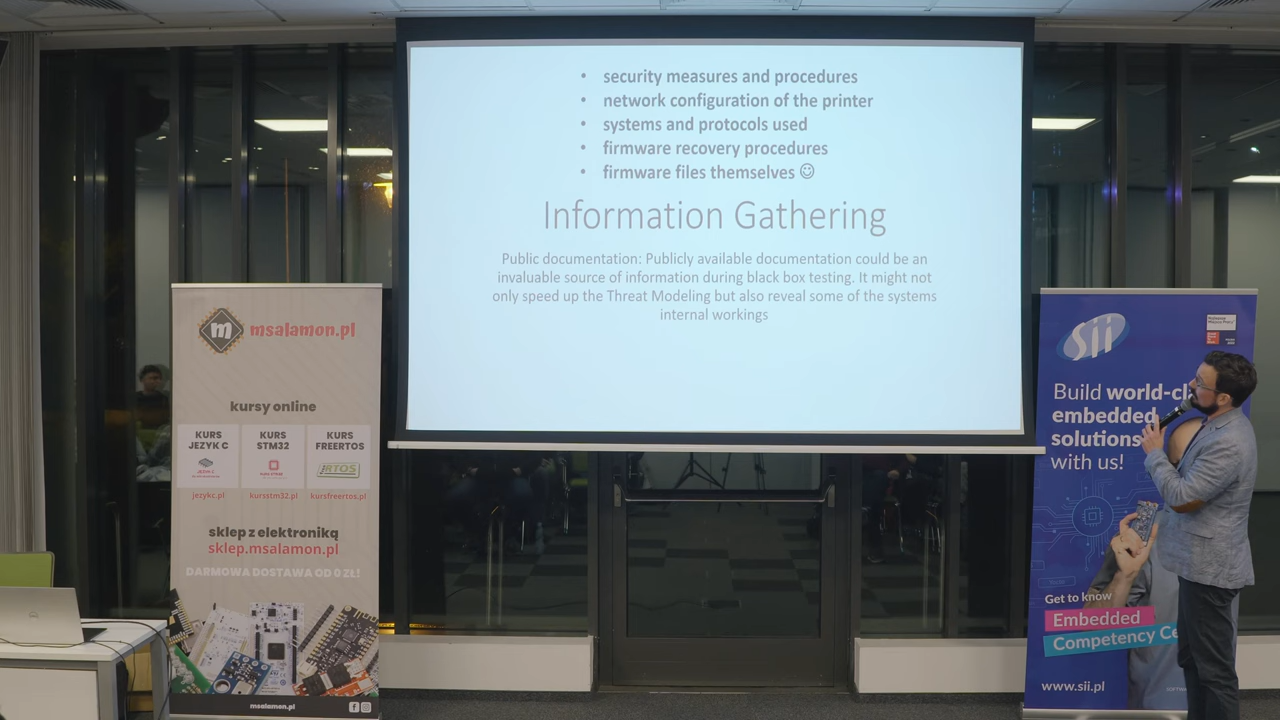 • security measures and procedures
• network configuration of the printer
• systems and protocols used
• firmware recovery procedures
• firmware files themselves ☺
Information Gathering
Public documentation: Publicly available documentation could be an
invaluable source of information during black box testing. It might not
only speed up the Threat Modeling but also reveal some of the systems
internal workings
m msalamon.pl
kursy online
KURS
JEZYK C
KURS
STM32
KURS
FREERTOS
RTOS
jezykc.pl
kursstm32.pl
kursfreertos.pl
sklep z elektroniką
sklep.msalamon.pl
DARMOWA DOSTAWA OD 0 ZŁ!
msalamon.pl
sii
Build world-cl
embedded
solutions
with us!
Get to know
Embedded
Competency Ce
www.sii.pl